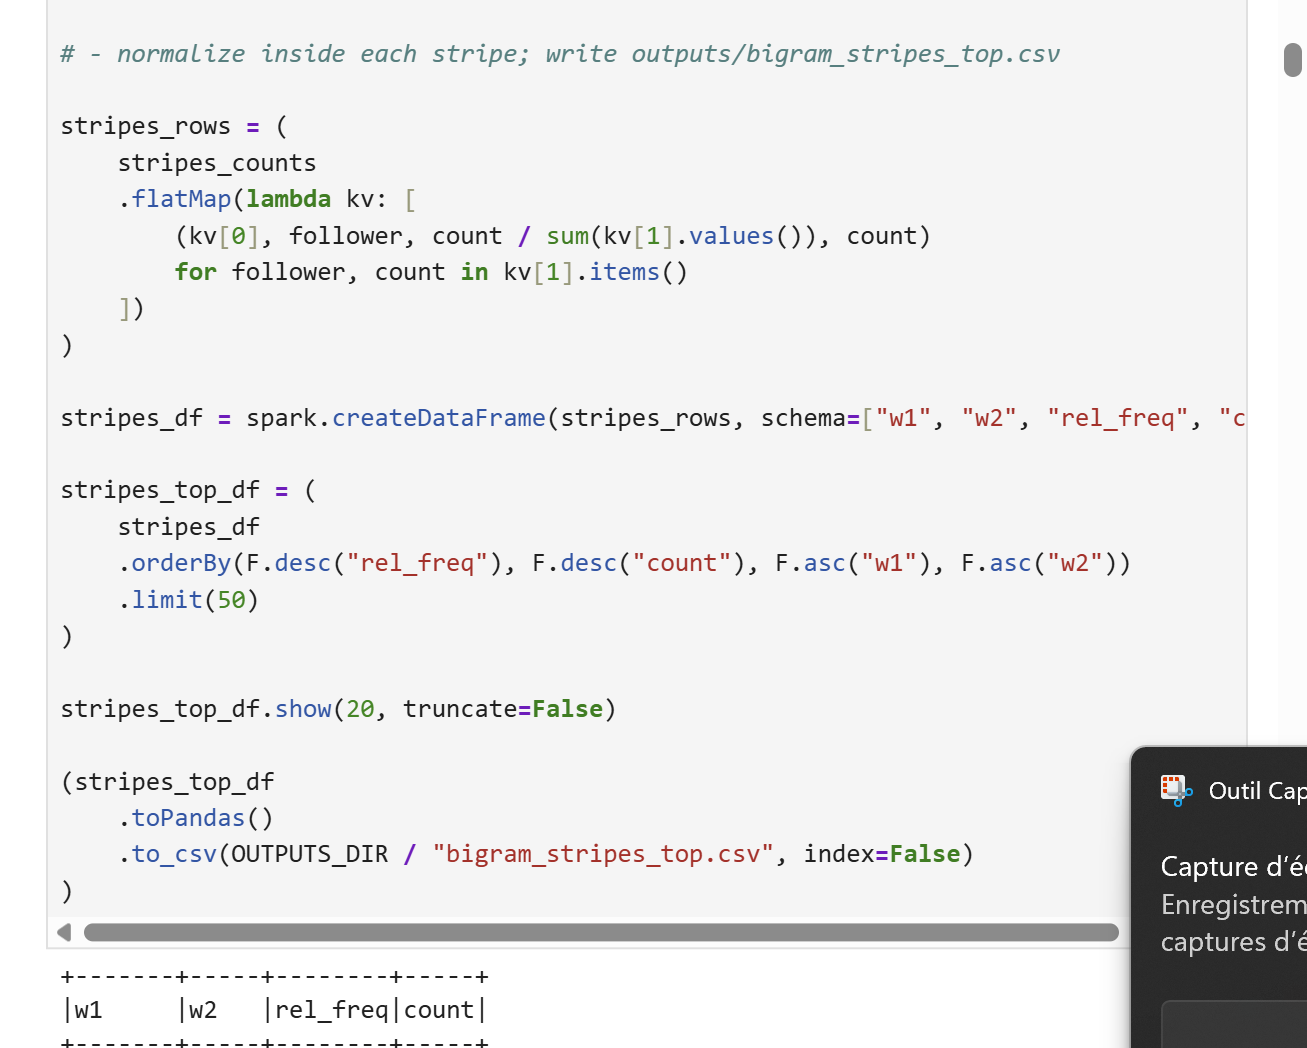 # - normalize inside each stripe; write outputs/bigram_stripes_top.csv
stripes_rows = (
    stripes_counts
    .flatMap(lambda kv: [
        (kv[0], follower, count / sum(kv[1].values()), count)
        for follower, count in kv[1].items()
    ])
)
stripes_df = spark.createDataFrame(stripes_rows, schema=["w1", "w2", "rel_freq", "c
stripes_top_df = (
    stripes_df
    .orderBy(F.desc("rel_freq"), F.desc("count"), F.asc("w1"), F.asc("w2"))
    .limit(50)
)
stripes_top_df.show(20, truncate=False)
(stripes_top_df
    .toPandas()
    .to_csv(OUTPUTS_DIR / "bigram_stripes_top.csv", index=False)
)
+-------+-----+--------+-----+
|w1     |w2   |rel_freq|count|
+-------+-----+--------+-----+
Outil Cap
Capture d'é
Enregistrem
captures d'é